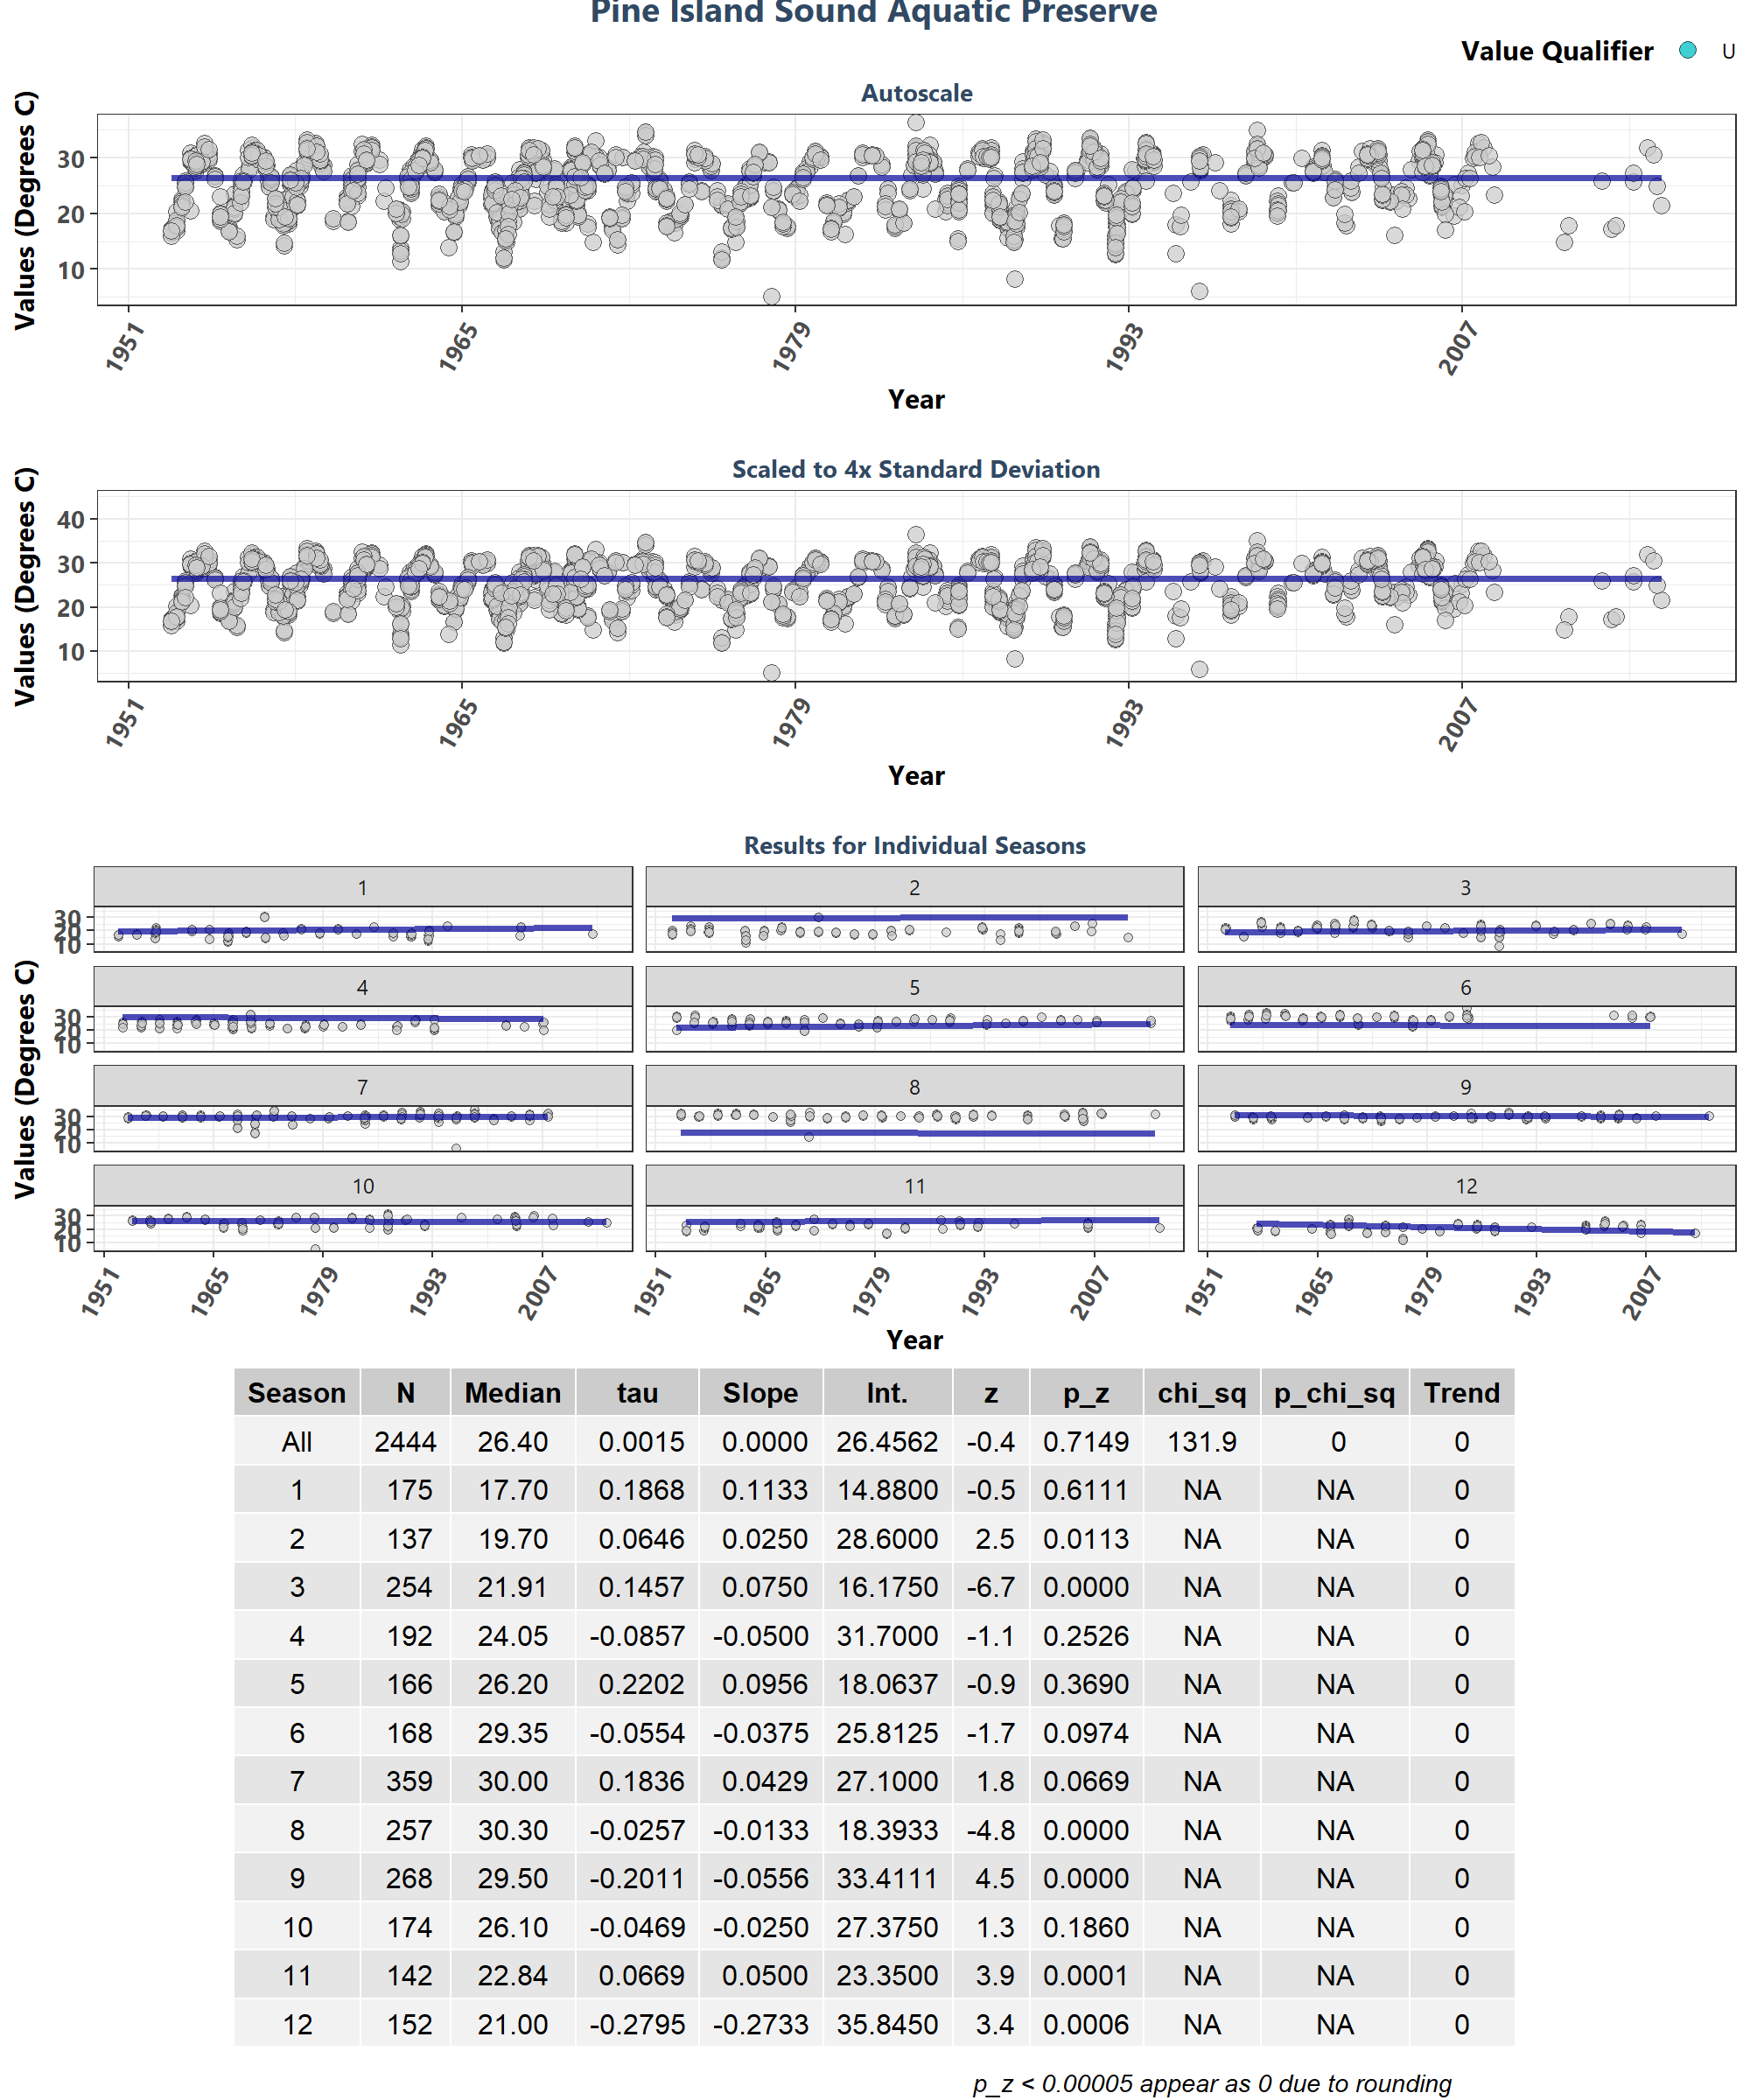 Pine Island Sound Aquatic Preserve
Value Qualifier U
Autoscale
Values (Degrees C)
30
20
10
1951 1965 1979 1993 2007
Year
Scaled to 4x Standard Deviation
Values (Degrees C)
40
30
20
10
1951 1965 1979 1993 2007
Year
Results for Individual Seasons
Values (Degrees C)
1 2 3
30
20
10
4 5 6
30
20
10
7 8 9
30
20
10
10 11 12
30
20
10
1951 1965 1979 1993 2007 1951 1965 1979 1993 2007 1951 1965 1979 1993 2007
Year
Season N Median tau Slope Int. z p_z chi_sq p_chi_sq Trend
All 2444 26.40 0.0015 0.0000 26.4562 -0.4 0.7149 131.9 0 0
1 175 17.70 0.1868 0.1133 14.8800 -0.5 0.6111 NA NA 0
2 137 19.70 0.0646 0.0250 28.6000 2.5 0.0113 NA NA 0
3 254 21.91 0.1457 0.0750 16.1750 -6.7 0.0000 NA NA 0
4 192 24.05 -0.0857 -0.0500 31.7000 -1.1 0.2526 NA NA 0
5 166 26.20 0.2202 0.0956 18.0637 -0.9 0.3690 NA NA 0
6 168 29.35 -0.0554 -0.0375 25.8125 -1.7 0.0974 NA NA 0
7 359 30.00 0.1836 0.0429 27.1000 1.8 0.0669 NA NA 0
8 257 30.30 -0.0257 -0.0133 18.3933 -4.8 0.0000 NA NA 0
9 268 29.50 -0.2011 -0.0556 33.4111 4.5 0.0000 NA NA 0
10 174 26.10 -0.0469 -0.0250 27.3750 1.3 0.1860 NA NA 0
11 142 22.84 0.0669 0.0500 23.3500 3.9 0.0001 NA NA 0
12 152 21.00 -0.2795 -0.2733 35.8450 3.4 0.0006 NA NA 0
p_z < 0.00005 appear as 0 due to rounding